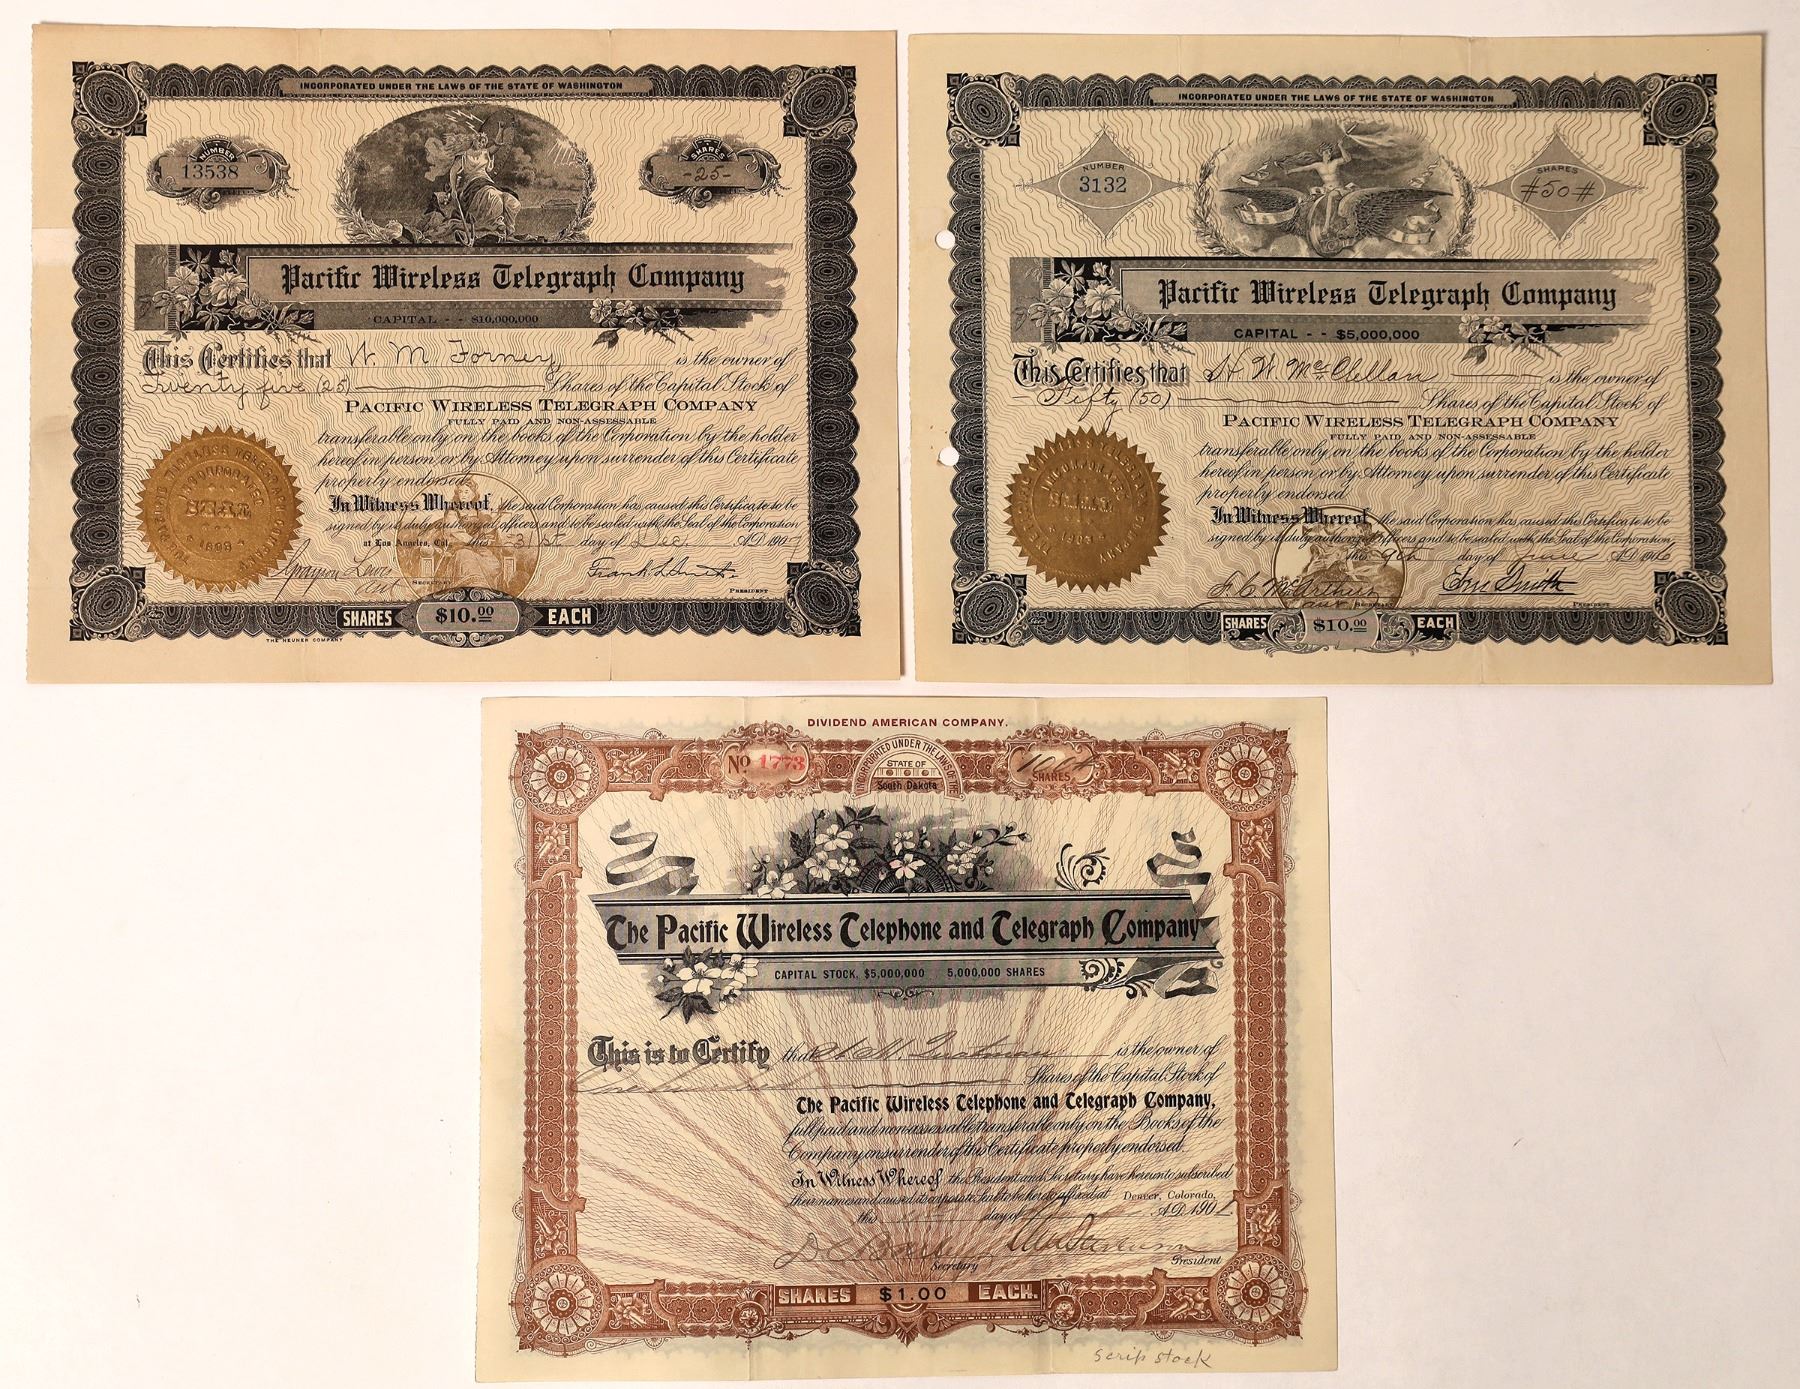 INCORPORATED UNDER THE LAWS OF THE STATE OF WASHINGTON
NUMBER
13538
SHARES
-25-
Pacific Wireless Telegraph Company
CAPITAL - - $10,000,000
This Certifies that W. M. Forney is the owner of
Twenty five (25) Shares of the Capital Stock of
PACIFIC WIRELESS TELEGRAPH COMPANY
FULLY PAID AND NON-ASSESSABLE
transferable only on the books of the Corporation by the holder
hereof in person or by Attorney upon surrender of this Certificate
properly endorsed.
In Witness Whereof, the said Corporation has caused this Certificate to be
signed by its duly authorized officers and to be sealed with the Seal of the Corporation
at Los Angeles, Cal. this 31st day of Dec. A.D. 1907
SEAL
INCORPORATED
SECRETARY
PRESIDENT
SHARES $10.00 EACH
THE NEUNER COMPANY
INCORPORATED UNDER THE LAWS OF THE STATE OF WASHINGTON
NUMBER
3132
SHARES
#50#
Pacific Wireless Telegraph Company
CAPITAL - - $5,000,000
This Certifies that H. W. McClellan is the owner of
Fifty (50) Shares of the Capital Stock of
PACIFIC WIRELESS TELEGRAPH COMPANY
FULLY PAID AND NON-ASSESSABLE
transferable only on the books of the Corporation by the holder
hereof in person or by Attorney upon surrender of this Certificate
properly endorsed.
In Witness Whereof, the said Corporation has caused this Certificate to be
signed by its duly authorized officers and to be sealed with the Seal of the Corporation
this 9th day of June A.D. 1906
INCORPORATED
PRESIDENT
SHARES $10.00 EACH
DIVIDEND AMERICAN COMPANY.
No 1773
INCORPORATED UNDER THE LAWS OF THE
STATE OF
South Dakota
SHARES
The Pacific Wireless Telephone and Telegraph Company
CAPITAL STOCK, $5,000,000 5,000,000 SHARES
This is to Certify that is the owner of
Shares of the Capital Stock of
The Pacific Wireless Telephone and Telegraph Company,
full paid and non-assessable transferable only on the Books of the
Company on surrender of this Certificate properly endorsed.
In Witness Whereof the President and Secretary have hereunto subscribed
their names and caused its corporate Seal to be hereto affixed at Denver, Colorado,
this day of A.D. 190
Secretary
President
SHARES $1.00 EACH.
scrip stock